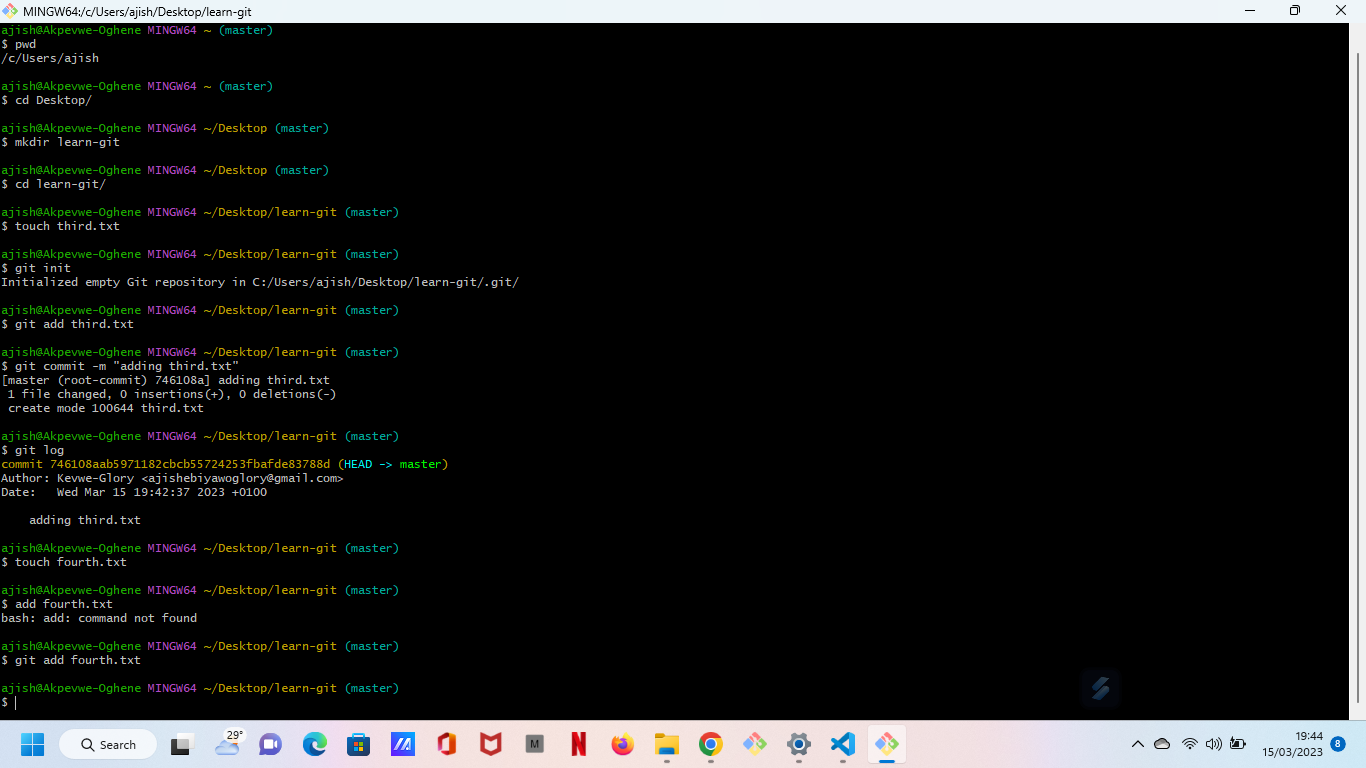 MINGW64:/c/Users/ajish/Desktop/learn-git
ajish@Akpevwe-Oghene MINGW64 ~ (master)
$ pwd
/c/Users/ajish
ajish@Akpevwe-Oghene MINGW64 ~ (master)
$ cd Desktop/
ajish@Akpevwe-Oghene MINGW64 ~/Desktop (master)
$ mkdir learn-git
ajish@Akpevwe-Oghene MINGW64 ~/Desktop (master)
$ cd learn-git/
ajish@Akpevwe-Oghene MINGW64 ~/Desktop/learn-git (master)
$ touch third.txt
ajish@Akpevwe-Oghene MINGW64 ~/Desktop/learn-git (master)
$ git init
Initialized empty Git repository in C:/Users/ajish/Desktop/learn-git/.git/
ajish@Akpevwe-Oghene MINGW64 ~/Desktop/learn-git (master)
$ git add third.txt
ajish@Akpevwe-Oghene MINGW64 ~/Desktop/learn-git (master)
$ git commit -m "adding third.txt"
[master (root-commit) 746108a] adding third.txt
 1 file changed, 0 insertions(+), 0 deletions(-)
 create mode 100644 third.txt
ajish@Akpevwe-Oghene MINGW64 ~/Desktop/learn-git (master)
$ git log
commit 746108aab5971182cbcb55724253fbafde83788d (HEAD -> master)
Author: Kevwe-Glory <ajishebiyawoglory@gmail.com>
Date:   Wed Mar 15 19:42:37 2023 +0100
    adding third.txt
ajish@Akpevwe-Oghene MINGW64 ~/Desktop/learn-git (master)
$ touch fourth.txt
ajish@Akpevwe-Oghene MINGW64 ~/Desktop/learn-git (master)
$ add fourth.txt
bash: add: command not found
ajish@Akpevwe-Oghene MINGW64 ~/Desktop/learn-git (master)
$ git add fourth.txt
ajish@Akpevwe-Oghene MINGW64 ~/Desktop/learn-git (master)
$
Search
29°
M
N
19:44
15/03/2023
8